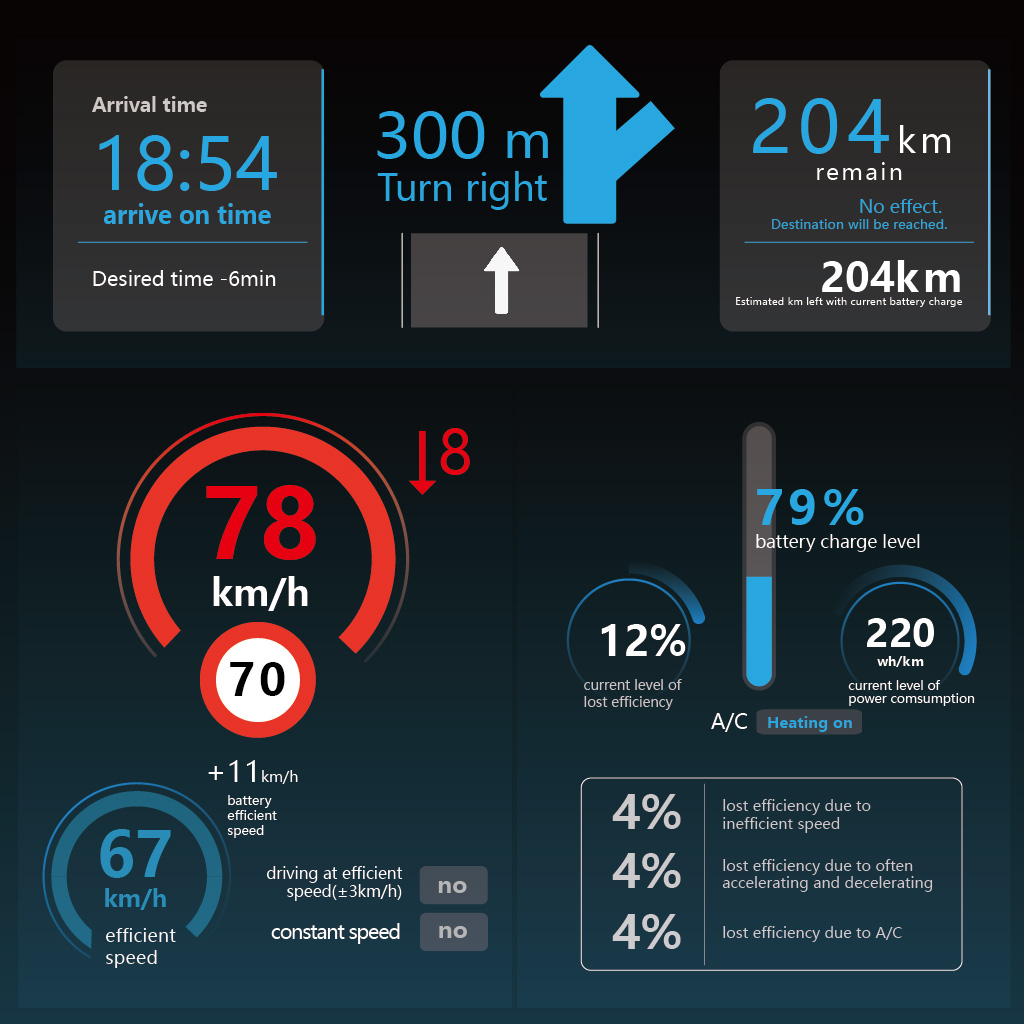 Arrival time
18:54
arrive on time
Desired time -6min
300 m
Turn right
204km
remain
No effect.
Destination will be reached.
204km
Estimated km left with current battery charge
78
km/h
↓8
70
+11km/h
battery
efficient
speed
67
km/h
efficient
speed
driving at efficient
speed(±3km/h)
no
constant speed
no
79%
battery charge level
12%
current level of
lost efficiency
220
wh/km
current level of
power comsumption
A/C
Heating on
4%
lost efficiency due to
inefficient speed
4%
lost efficiency due to often
accelerating and decelerating
4%
lost efficiency due to A/C